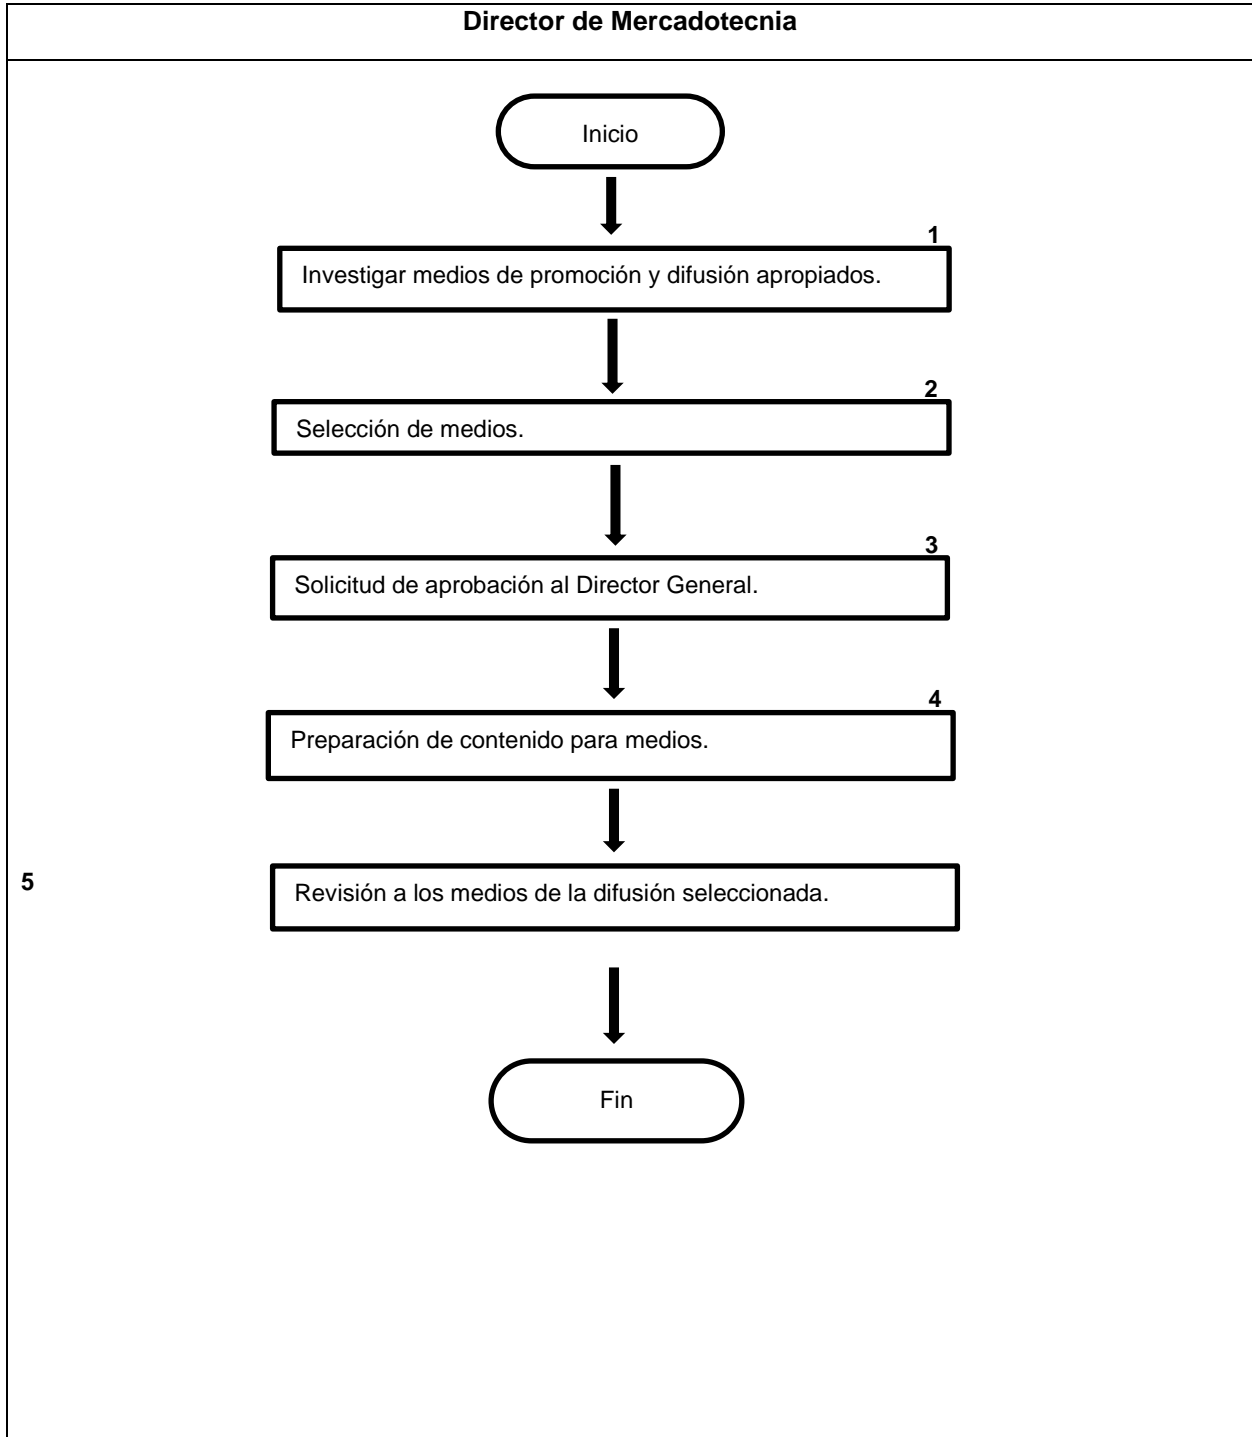 Director de Mercadotecnia
Inicio
1
Investigar medios de promoción y difusión apropiados.
2
Selección de medios.
3
Solicitud de aprobación al Director General.
4
Preparación de contenido para medios.
5
Revisión a los medios de la difusión seleccionada.
Fin